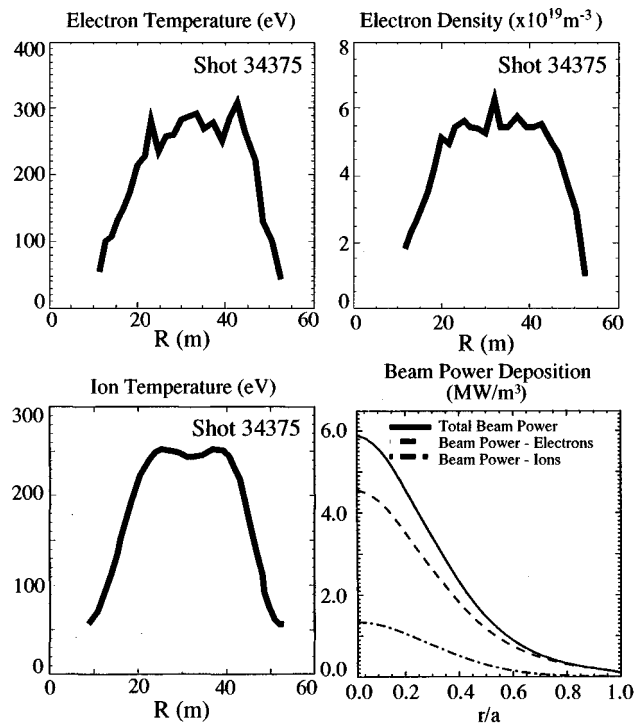 Electron Temperature (eV)
Shot 34375
400
300
200
100
0
0 20 40 60
R (m)
Electron Density (x10¹⁹m⁻³)
Shot 34375
8
6
4
2
0
0 20 40 60
R (m)
Ion Temperature (eV)
Shot 34375
300
200
100
0
0 20 40 60
R (m)
Beam Power Deposition
(MW/m³)
Total Beam Power
Beam Power - Electrons
Beam Power - Ions
6.0
4.0
2.0
0.0
0.0 0.2 0.4 0.6 0.8 1.0
r/a